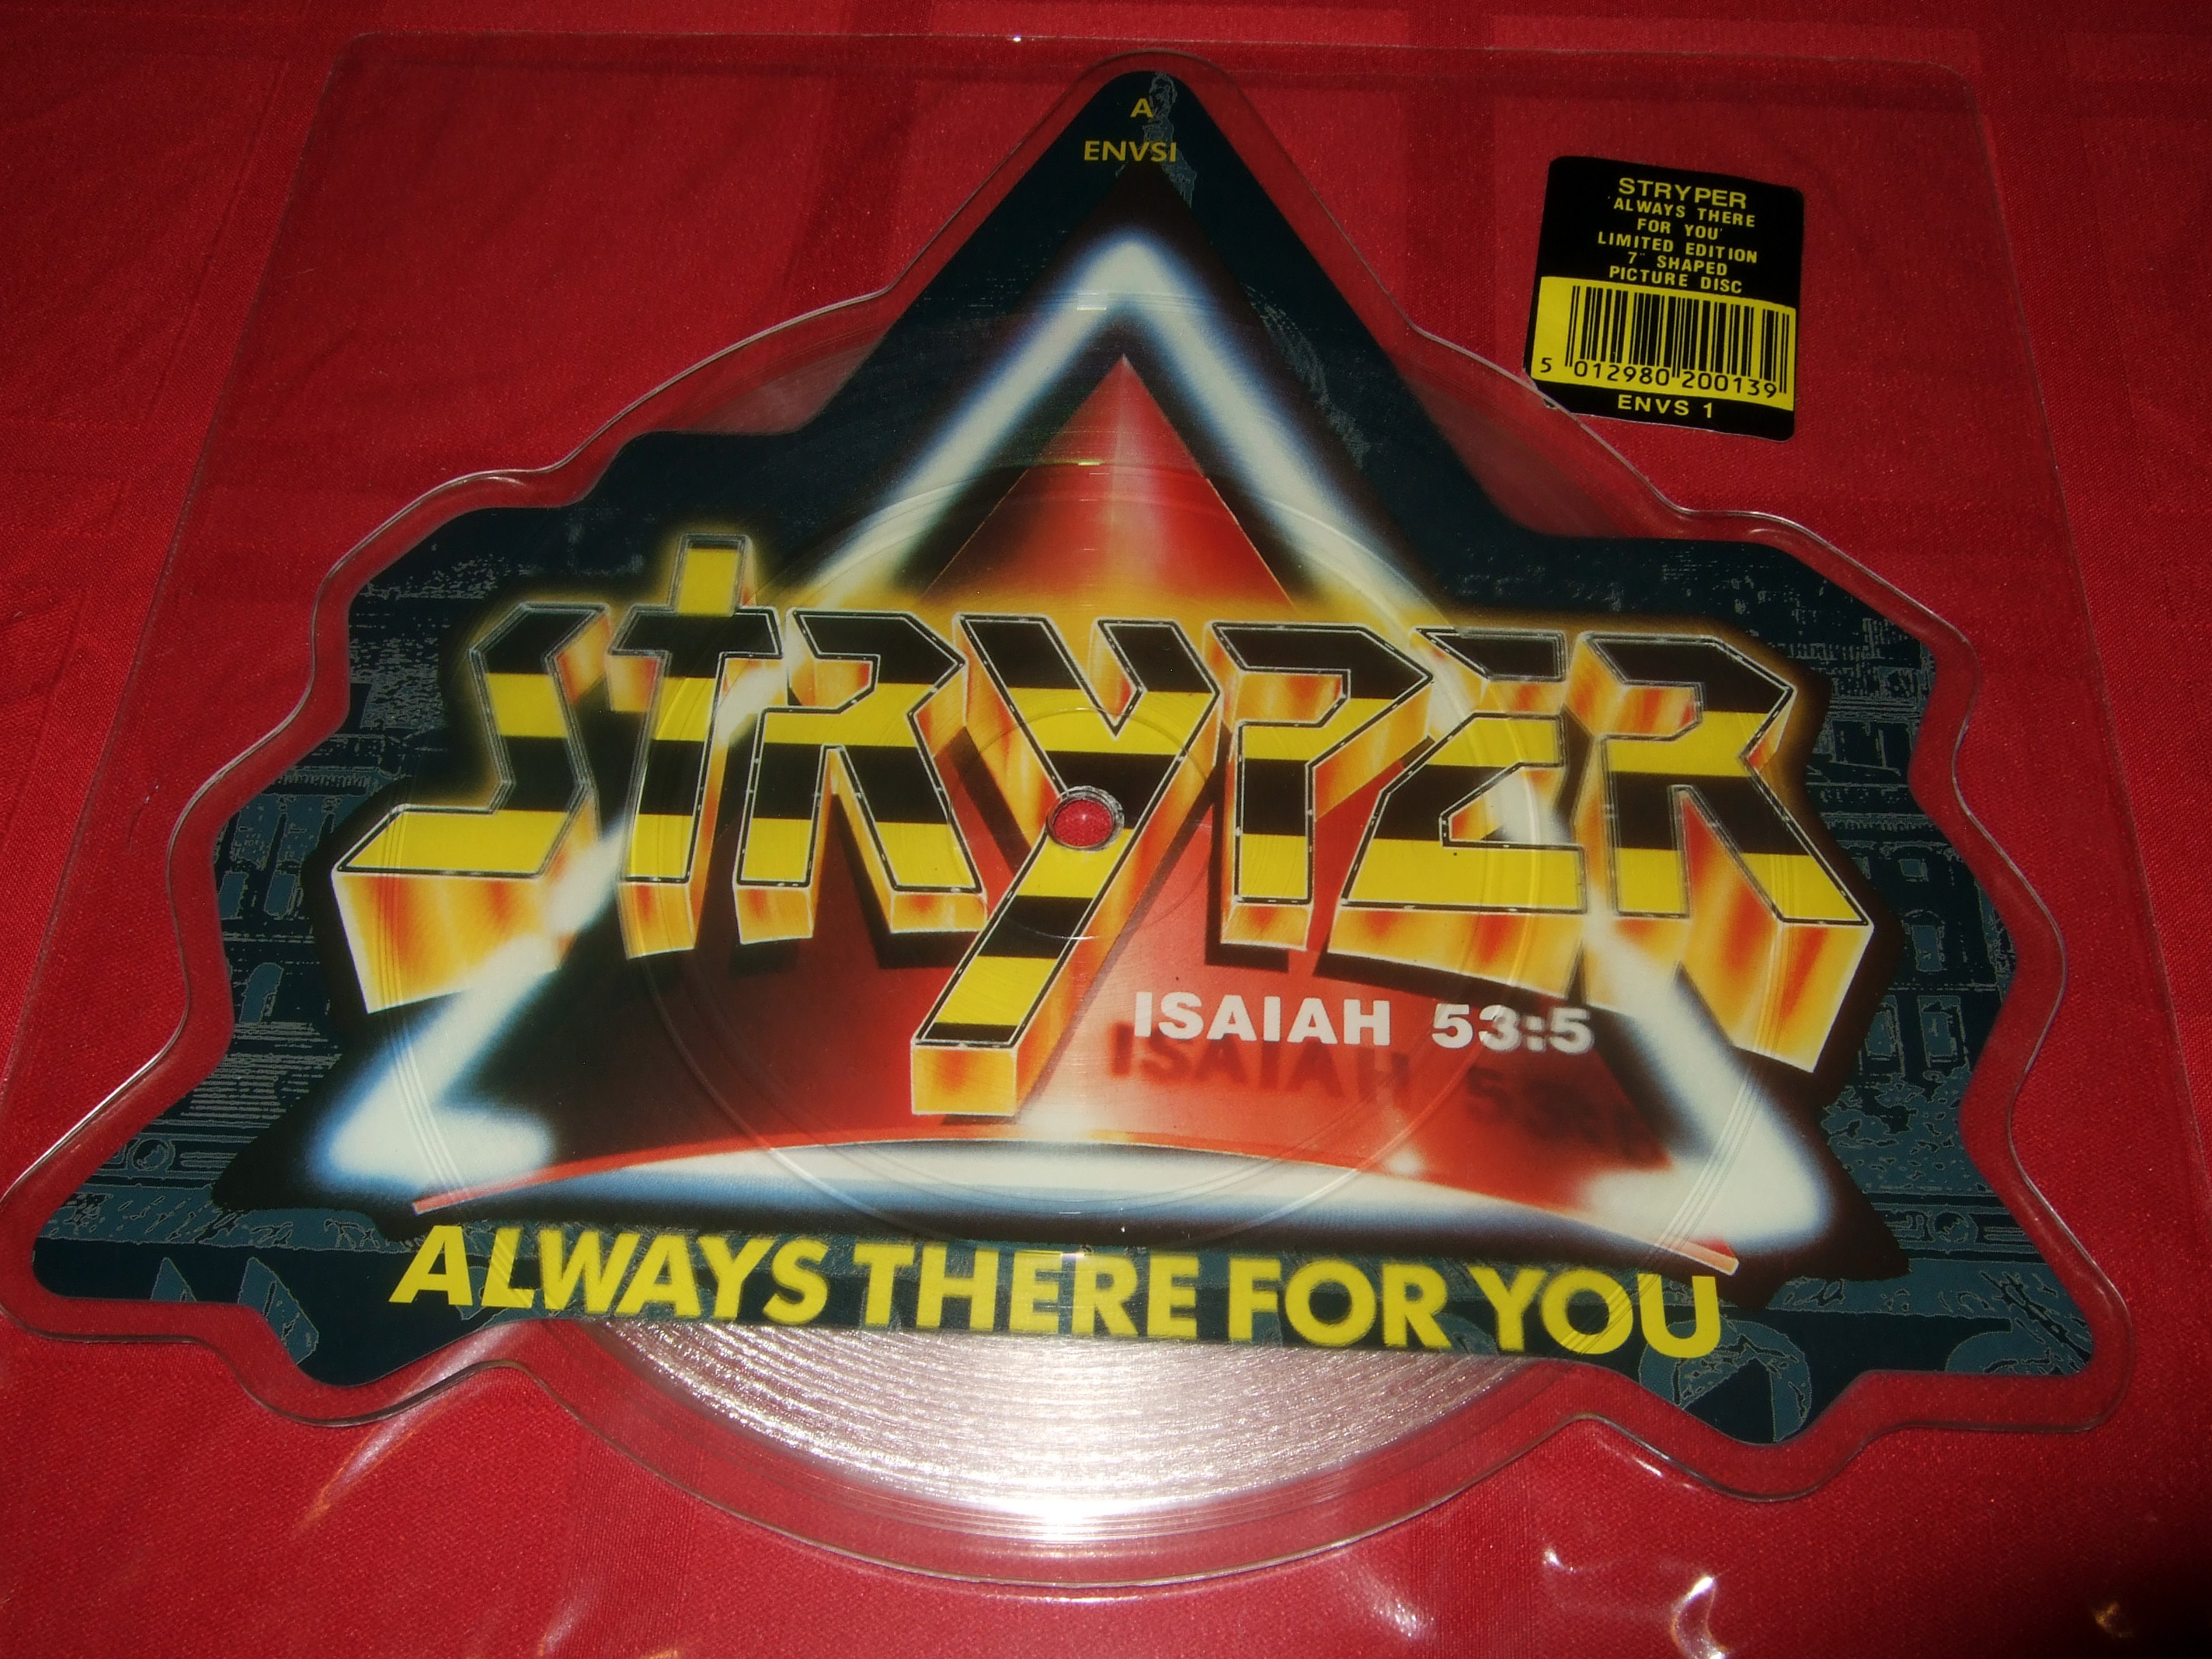 A
ENVSI
STRYPER
'ALWAYS THERE
FOR YOU'
LIMITED EDITION
7" SHAPED
PICTURE DISC
5 012980 200139
ENVS 1
STRYPER
ISAIAH 53:5
ALWAYS THERE FOR YOU